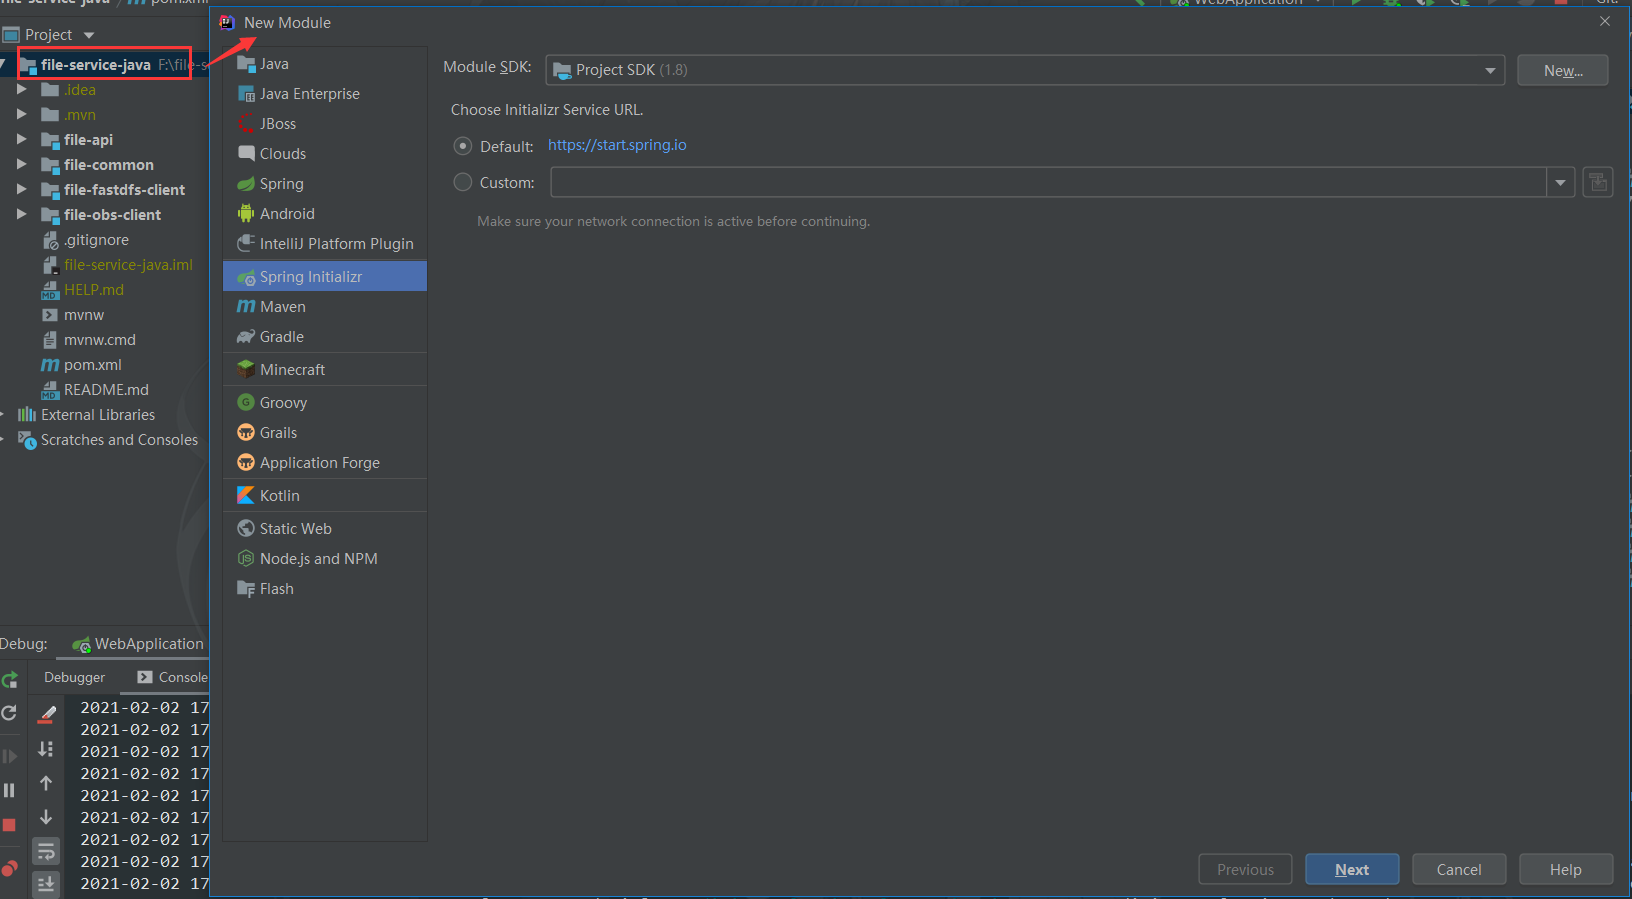 file-service-java
pom.xml
WebApplication
Git:
Project
New Module
file-service-java F:\file-s
.idea
.mvn
file-api
file-common
file-fastdfs-client
file-obs-client
.gitignore
file-service-java.iml
HELP.md
mvnw
mvnw.cmd
pom.xml
README.md
External Libraries
Scratches and Consoles
Java
Java Enterprise
JBoss
Clouds
Spring
Android
IntelliJ Platform Plugin
Spring Initializr
Maven
Gradle
Minecraft
Groovy
Grails
Application Forge
Kotlin
Static Web
Node.js and NPM
Flash
Module SDK: Project SDK (1.8) New...
Choose Initializr Service URL.
Default: https://start.spring.io
Custom:
Make sure your network connection is active before continuing.
Debug: WebApplication
Debugger Console
2021-02-02 17
2021-02-02 17
2021-02-02 17
2021-02-02 17
2021-02-02 17
2021-02-02 17
2021-02-02 17
2021-02-02 17
2021-02-02 17
Previous Next Cancel Help